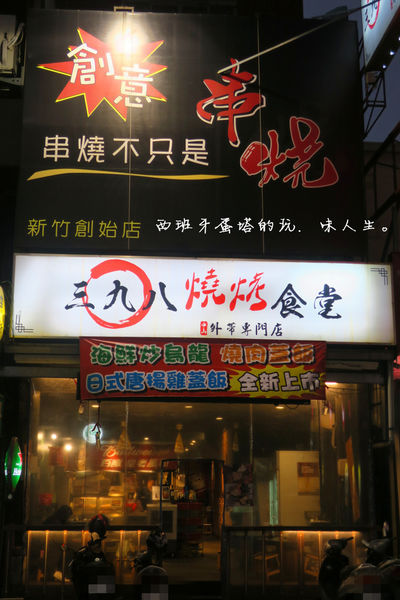 創意
串燒
串燒不只是
新竹創始店
西班牙蛋塔的玩．味人生。
三九八燒烤食堂
外帶專門店
海鮮炒烏龍 燒肉蓋飯
日式唐揚雞蓋飯 全新上市